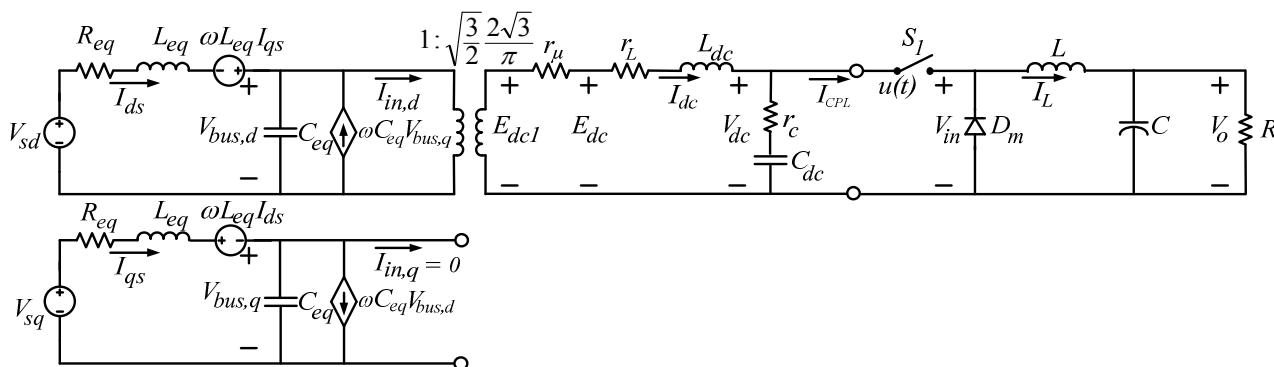 R_eq L_eq ωL_eq I_qs
I_ds
V_sd
V_bus,d C_eq ωC_eq V_bus,q
I_in,d
1:√(3/2) 2√3/π
E_dc1 E_dc
r_μ r_L L_dc
I_dc
V_dc r_c C_dc
I_CPL
S_1
u(t)
V_in D_m
L
I_L
C V_o R
R_eq L_eq ωL_eq I_ds
I_qs
V_sq
V_bus,q C_eq ωC_eq V_bus,d
I_in,q = 0